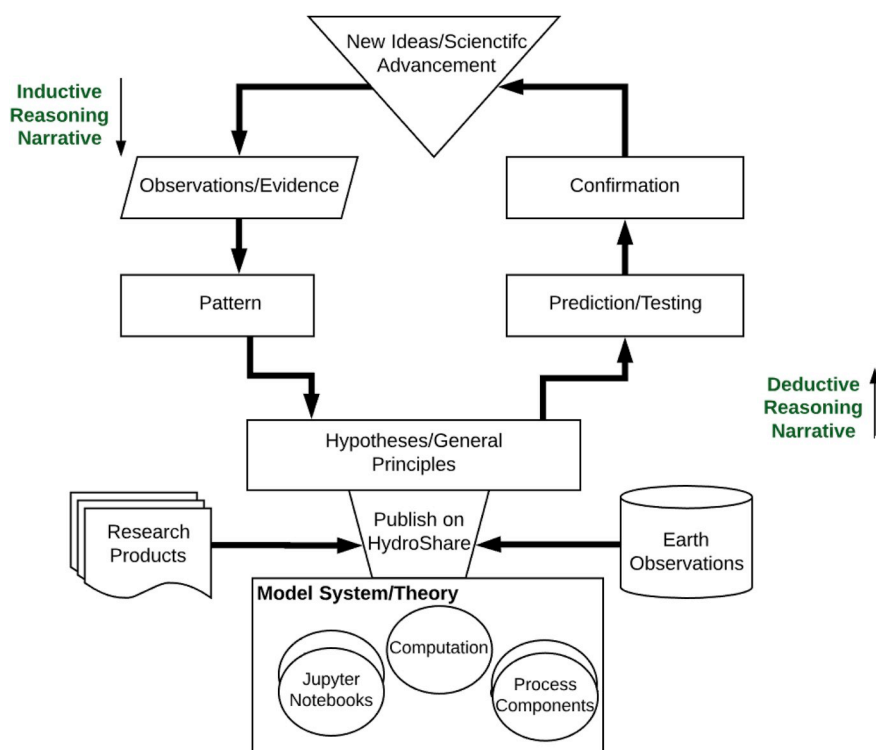 New Ideas/Scienctifc
Advancement
Inductive
Reasoning
Narrative
Observations/Evidence
Confirmation
Pattern
Prediction/Testing
Deductive
Reasoning
Narrative
Hypotheses/General
Principles
Publish on
HydroShare
Research
Products
Earth
Observations
Model System/Theory
Computation
Jupyter
Notebooks
Process
Components